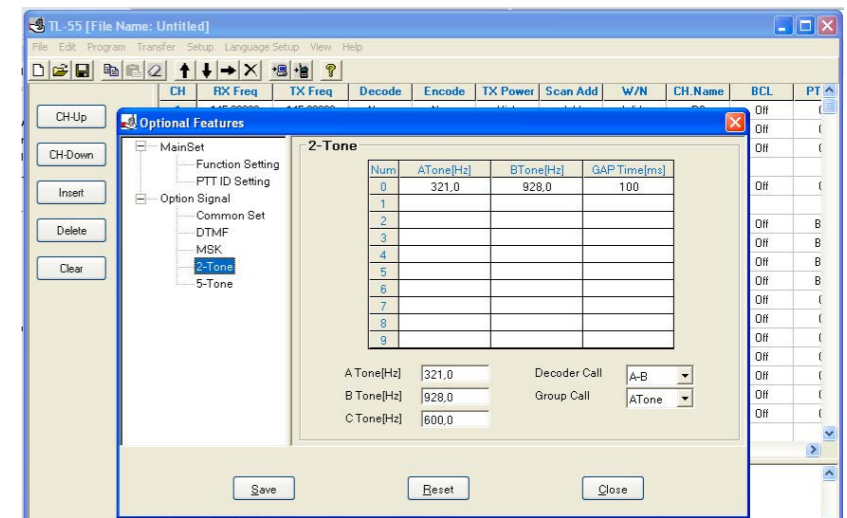 TL-55 [File Name: Untitled]
File Edit Program Transfer Setup Language Setup View Help
CH RX Freq TX Freq Decode Encode TX Power Scan Add W/N CH.Name BCL PT
CH-Up
CH-Down
Insert
Delete
Clear
Off
Off
Off
Off
Off B
Off B
Off B
Off B
Off
Off
Off
Off
Off
Off
Off
Optional Features
MainSet
Function Setting
PTT ID Setting
Option Signal
Common Set
DTMF
MSK
2-Tone
5-Tone
2-Tone
Num ATone[Hz] BTone[Hz] GAP Time[ms]
0 321,0 928,0 100
1
2
3
4
5
6
7
8
9
A Tone[Hz] 321,0 Decoder Call A-B
B Tone[Hz] 928,0 Group Call ATone
C Tone[Hz] 600,0
Save Reset Close